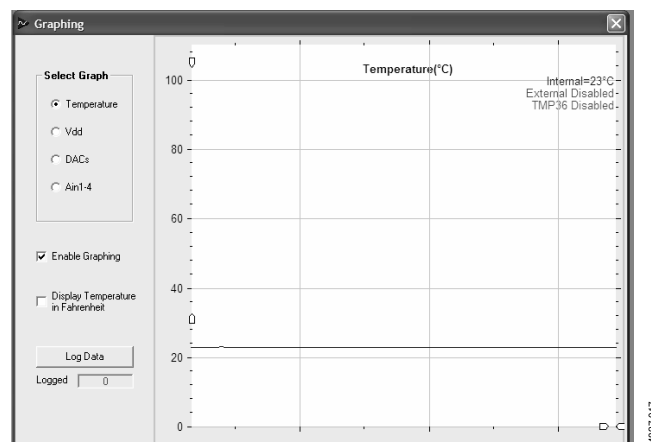 Graphing
Select Graph
Temperature
Vdd
DACs
Ain1-4
Enable Graphing
Display Temperature
in Fahrenheit
Log Data
Logged 0
Temperature(°C)
Internal=23°C
External Disabled
TMP36 Disabled
100
80
60
40
20
0